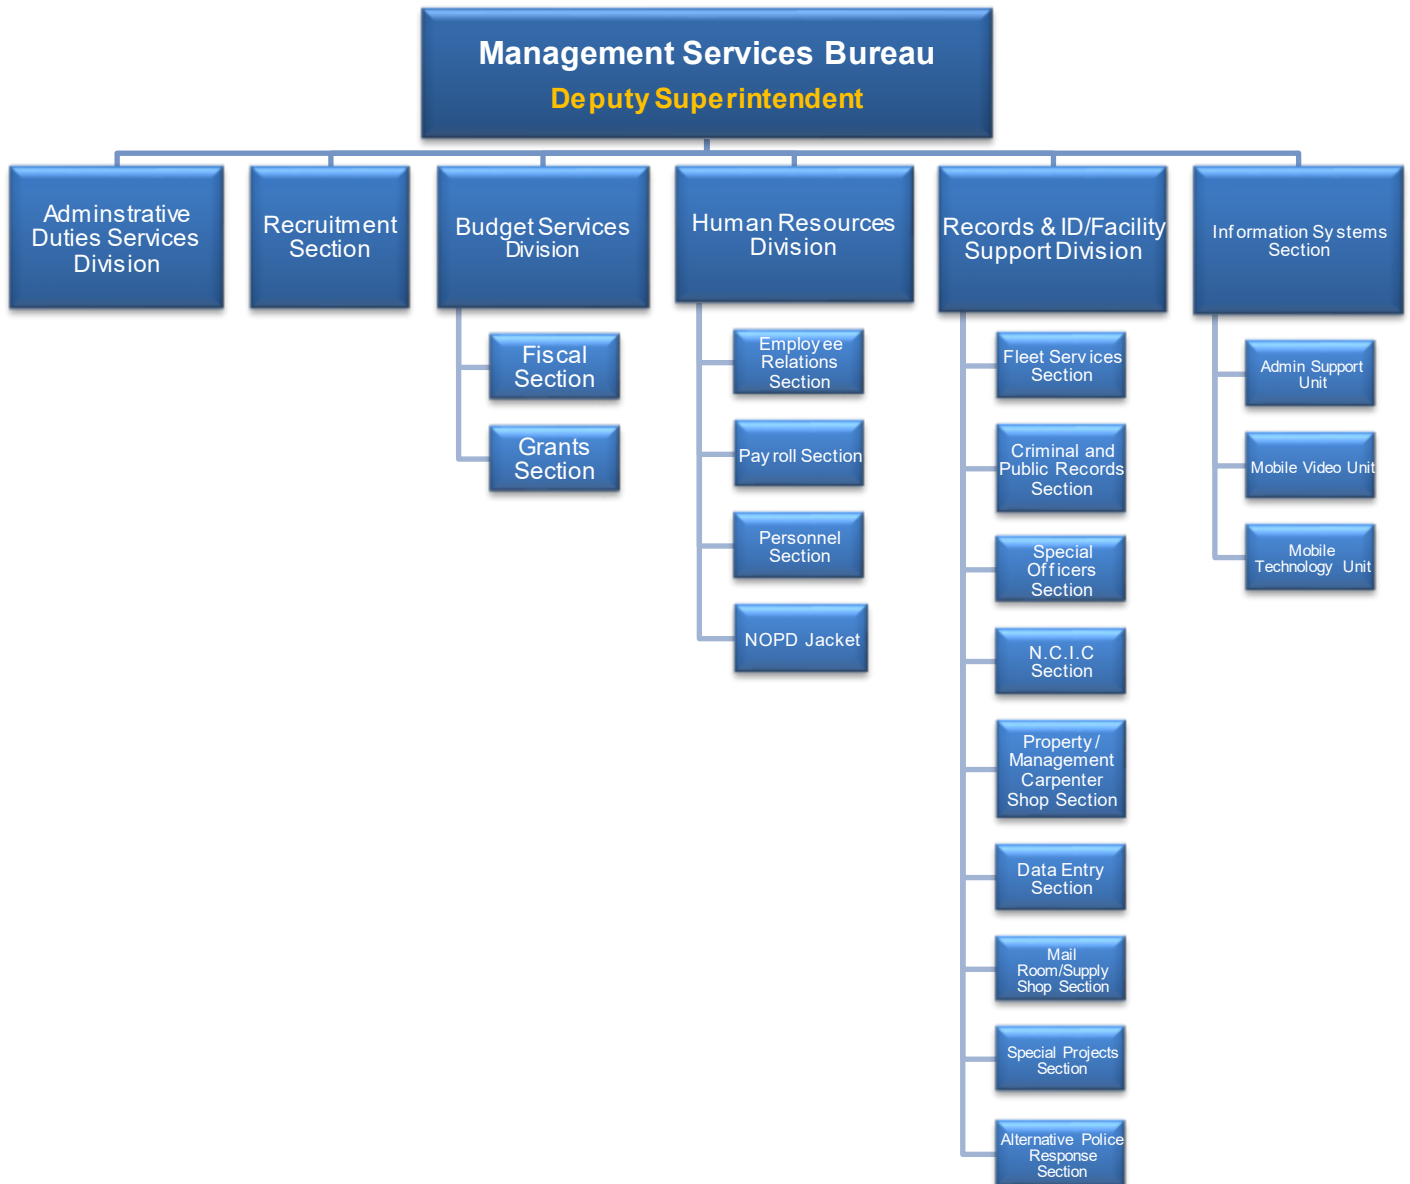 Management Services Bureau
Deputy Superintendent
Adminstrative
Duties Services
Division
Recruitment
Section
Budget Services
Division
Human Resources
Division
Records & ID/Facility
Support Division
Information Systems
Section
Fiscal
Section
Grants
Section
Employee
Relations
Section
Payroll Section
Personnel
Section
NOPD Jacket
Fleet Services
Section
Criminal and
Public Records
Section
Special
Officers
Section
N.C.I.C
Section
Property/
Management
Carpenter
Shop Section
Data Entry
Section
Mail
Room/Supply
Shop Section
Special Projects
Section
Alternative Police
Response
Section
Admin Support
Unit
Mobile Video Unit
Mobile
Technology Unit